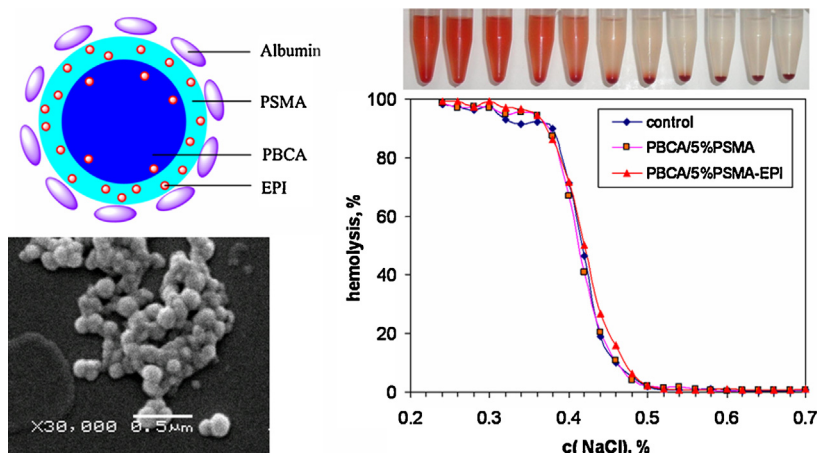 Albumin
PSMA
PBCA
EPI
X30,000 0.5µm
100
80
60
40
20
0
hemolysis, %
control
PBCA/5%PSMA
PBCA/5%PSMA-EPI
0.2 0.3 0.4 0.5 0.6 0.7
c( NaCl), %